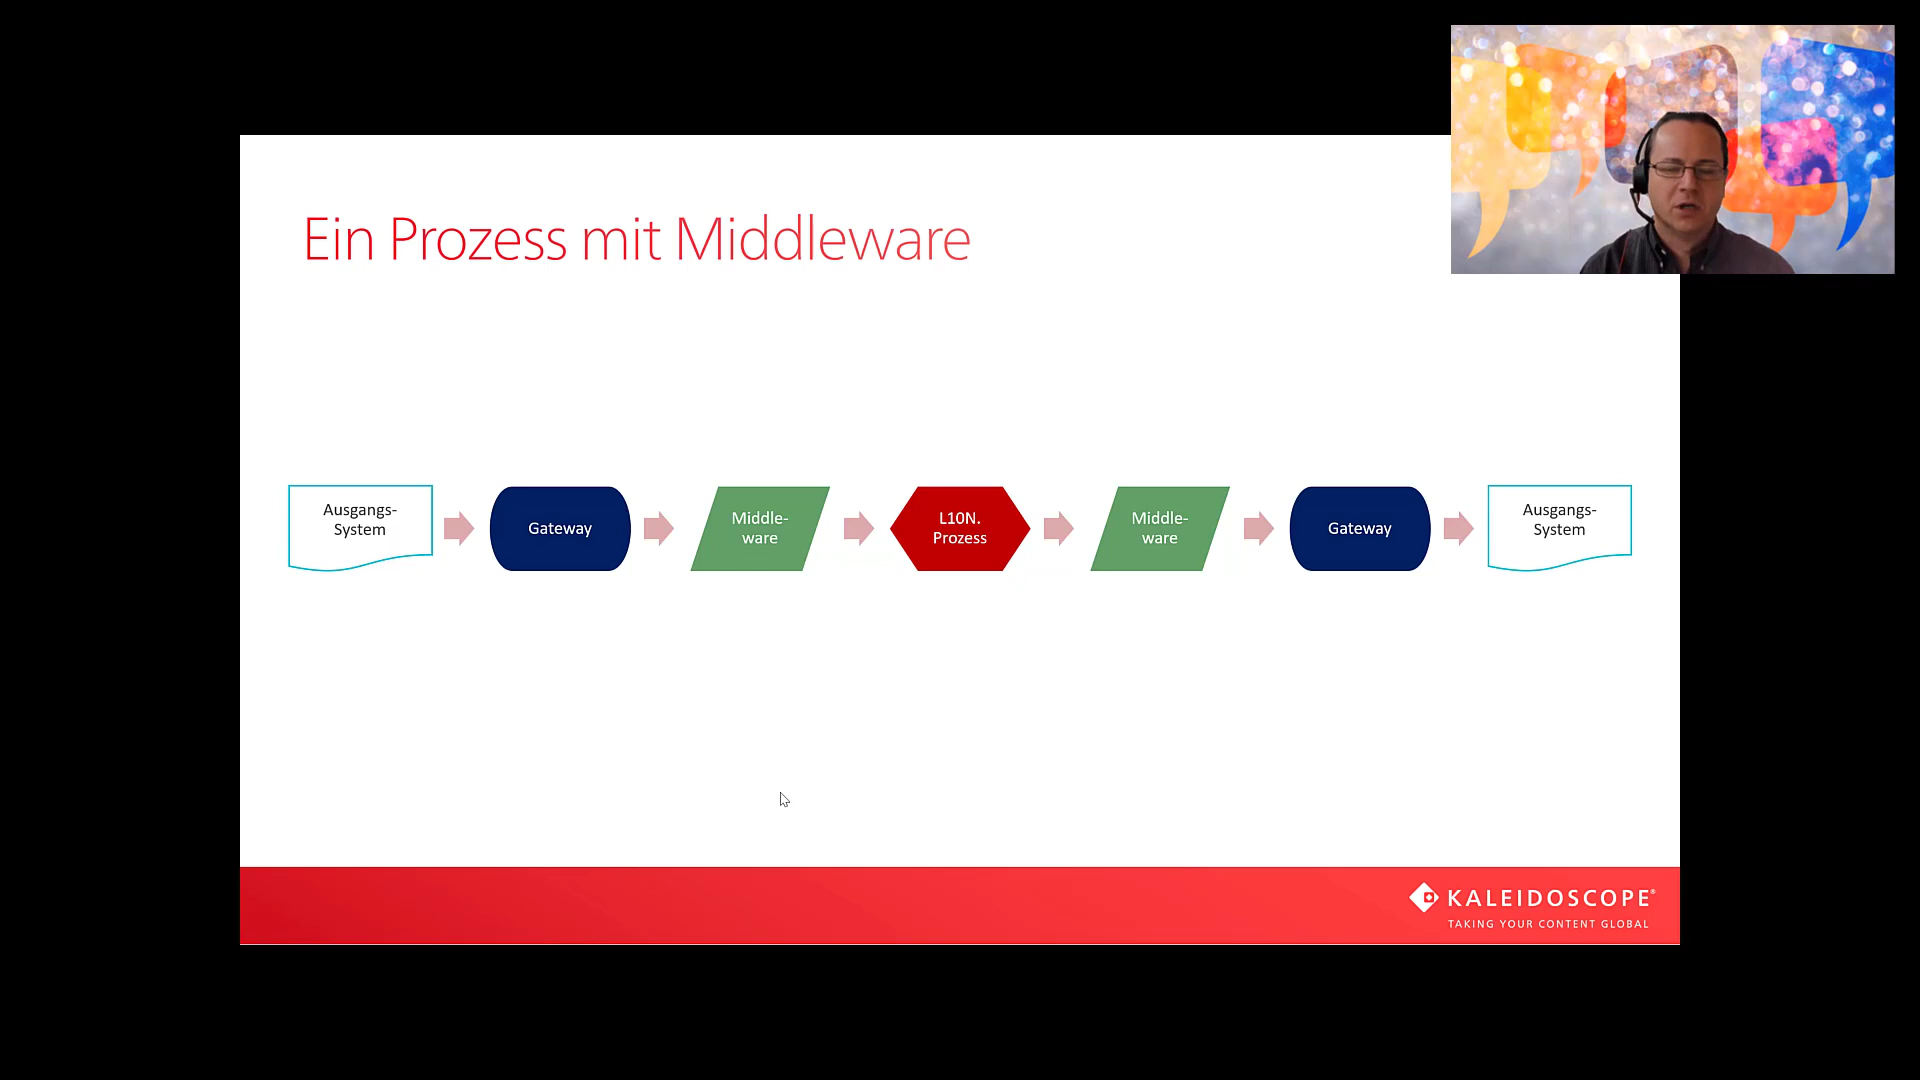 Ein Prozess mit Middleware
Ausgangs-
System
Gateway
Middle-
ware
L10N.
Prozess
Middle-
ware
Gateway
Ausgangs-
System
KALEIDOSCOPE®
TAKING YOUR CONTENT GLOBAL